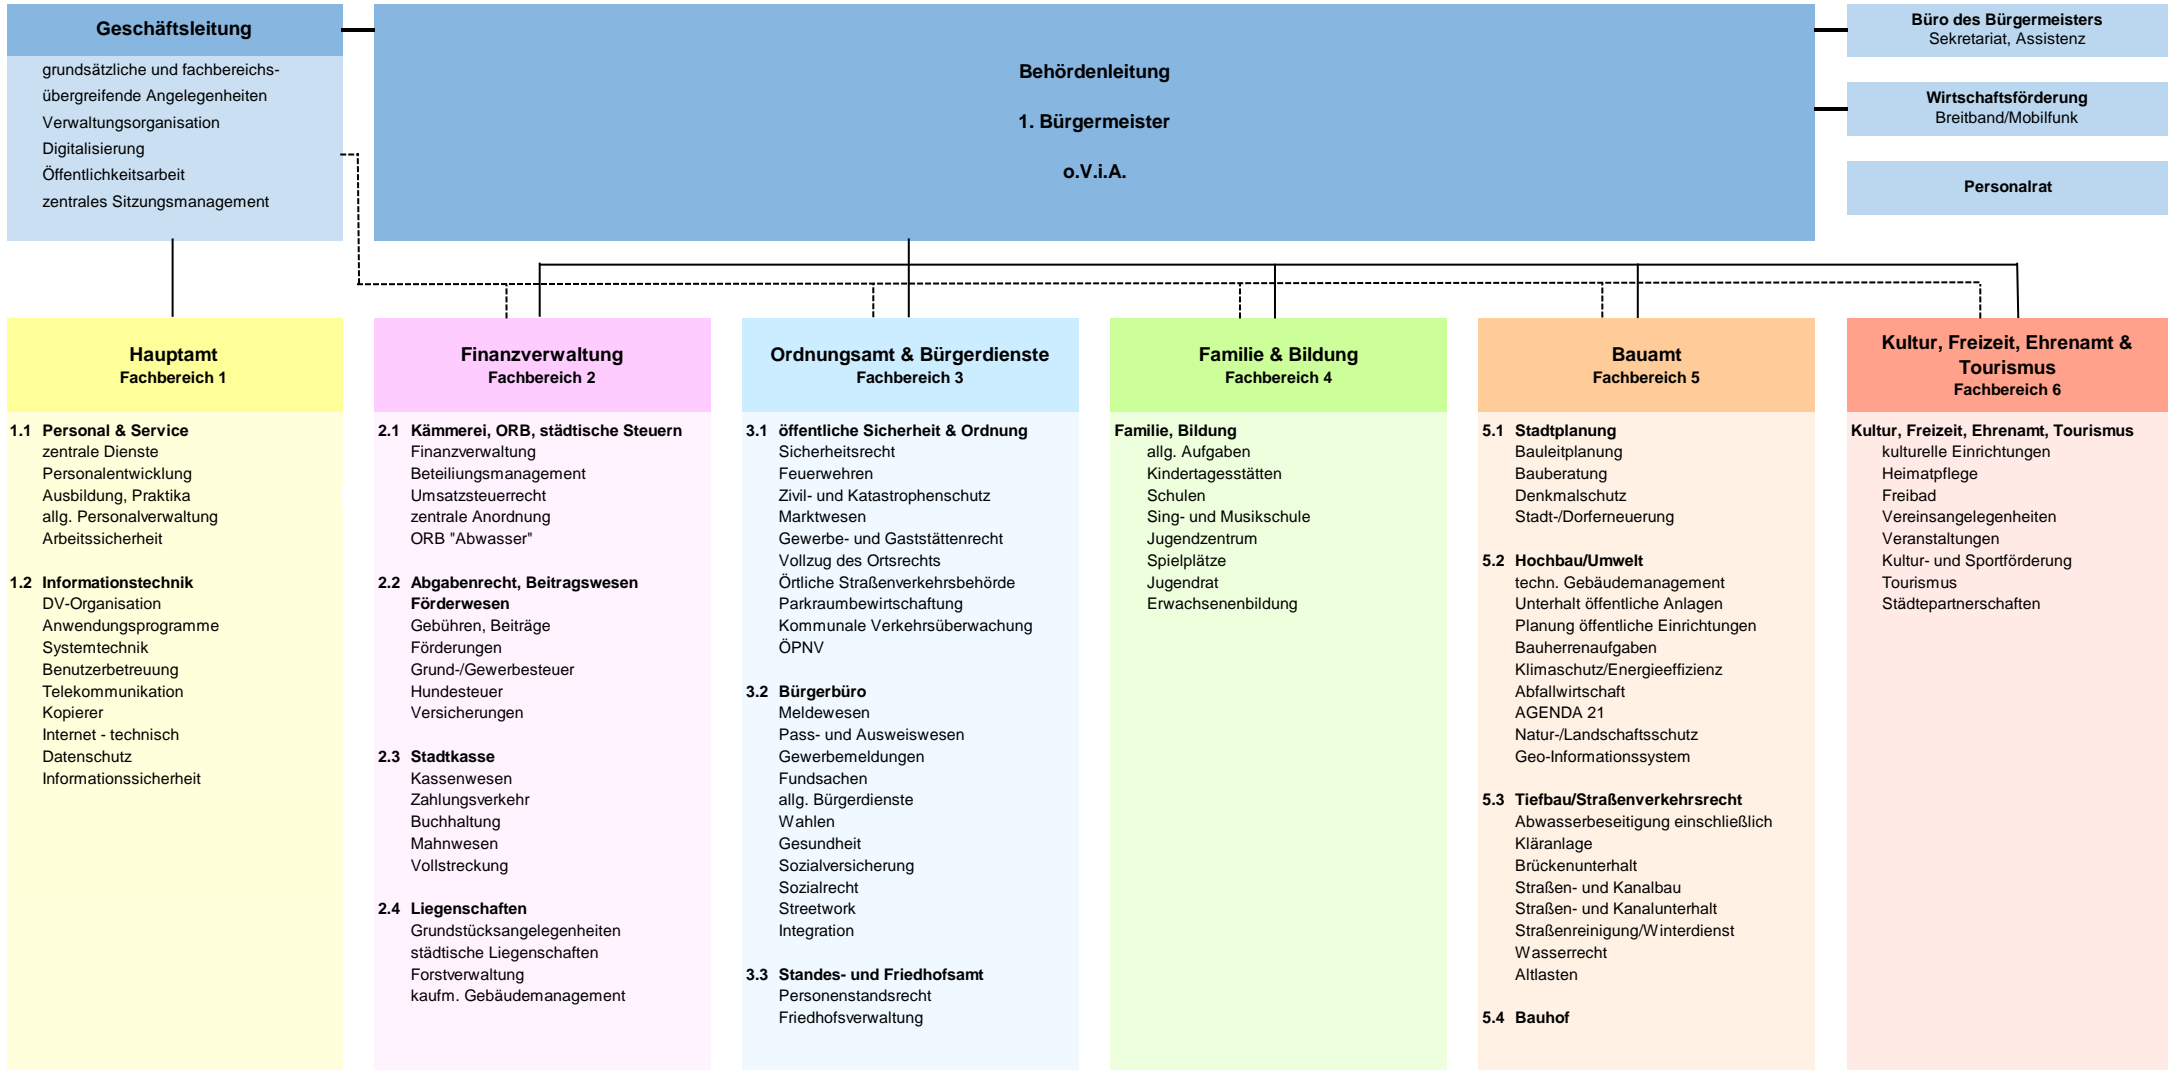 Geschäftsleitung
grundsätzliche und fachbereichs-
übergreifende Angelegenheiten
Verwaltungsorganisation
Digitalisierung
Öffentlichkeitsarbeit
zentrales Sitzungsmanagement
Behördenleitung
1. Bürgermeister
o.V.i.A.
Büro des Bürgermeisters
Sekretariat, Assistenz
Wirtschaftsförderung
Breitband/Mobilfunk
Personalrat
Hauptamt
Fachbereich 1
1.1 Personal & Service
zentrale Dienste
Personalentwicklung
Ausbildung, Praktika
allg. Personalverwaltung
Arbeitssicherheit
1.2 Informationstechnik
DV-Organisation
Anwendungsprogramme
Systemtechnik
Benutzerbetreuung
Telekommunikation
Kopierer
Internet - technisch
Datenschutz
Informationssicherheit
Finanzverwaltung
Fachbereich 2
2.1 Kämmerei, ORB, städtische Steuern
Finanzverwaltung
Beteiliungsmanagement
Umsatzsteuerrecht
zentrale Anordnung
ORB "Abwasser"
2.2 Abgabenrecht, Beitragswesen
Förderwesen
Gebühren, Beiträge
Förderungen
Grund-/Gewerbesteuer
Hundesteuer
Versicherungen
2.3 Stadtkasse
Kassenwesen
Zahlungsverkehr
Buchhaltung
Mahnwesen
Vollstreckung
2.4 Liegenschaften
Grundstücksangelegenheiten
städtische Liegenschaften
Forstverwaltung
kaufm. Gebäudemanagement
Ordnungsamt & Bürgerdienste
Fachbereich 3
3.1 öffentliche Sicherheit & Ordnung
Sicherheitsrecht
Feuerwehren
Zivil- und Katastrophenschutz
Marktwesen
Gewerbe- und Gaststättenrecht
Vollzug des Ortsrechts
Örtliche Straßenverkehrsbehörde
Parkraumbewirtschaftung
Kommunale Verkehrsüberwachung
ÖPNV
3.2 Bürgerbüro
Meldewesen
Pass- und Ausweiswesen
Gewerbemeldungen
Fundsachen
allg. Bürgerdienste
Wahlen
Gesundheit
Sozialversicherung
Sozialrecht
Streetwork
Integration
3.3 Standes- und Friedhofsamt
Personenstandsrecht
Friedhofsverwaltung
Familie & Bildung
Fachbereich 4
Familie, Bildung
allg. Aufgaben
Kindertagesstätten
Schulen
Sing- und Musikschule
Jugendzentrum
Spielplätze
Jugendrat
Erwachsenenbildung
Bauamt
Fachbereich 5
5.1 Stadtplanung
Bauleitplanung
Bauberatung
Denkmalschutz
Stadt-/Dorferneuerung
5.2 Hochbau/Umwelt
techn. Gebäudemanagement
Unterhalt öffentliche Anlagen
Planung öffentliche Einrichtungen
Bauherrenaufgaben
Klimaschutz/Energieeffizienz
Abfallwirtschaft
AGENDA 21
Natur-/Landschaftsschutz
Geo-Informationssystem
5.3 Tiefbau/Straßenverkehrsrecht
Abwasserbeseitigung einschließlich
Kläranlage
Brückenunterhalt
Straßen- und Kanalbau
Straßen- und Kanalunterhalt
Straßenreinigung/Winterdienst
Wasserrecht
Altlasten
5.4 Bauhof
Kultur, Freizeit, Ehrenamt &
Tourismus
Fachbereich 6
Kultur, Freizeit, Ehrenamt, Tourismus
kulturelle Einrichtungen
Heimatpflege
Freibad
Vereinsangelegenheiten
Veranstaltungen
Kultur- und Sportförderung
Tourismus
Städtepartnerschaften